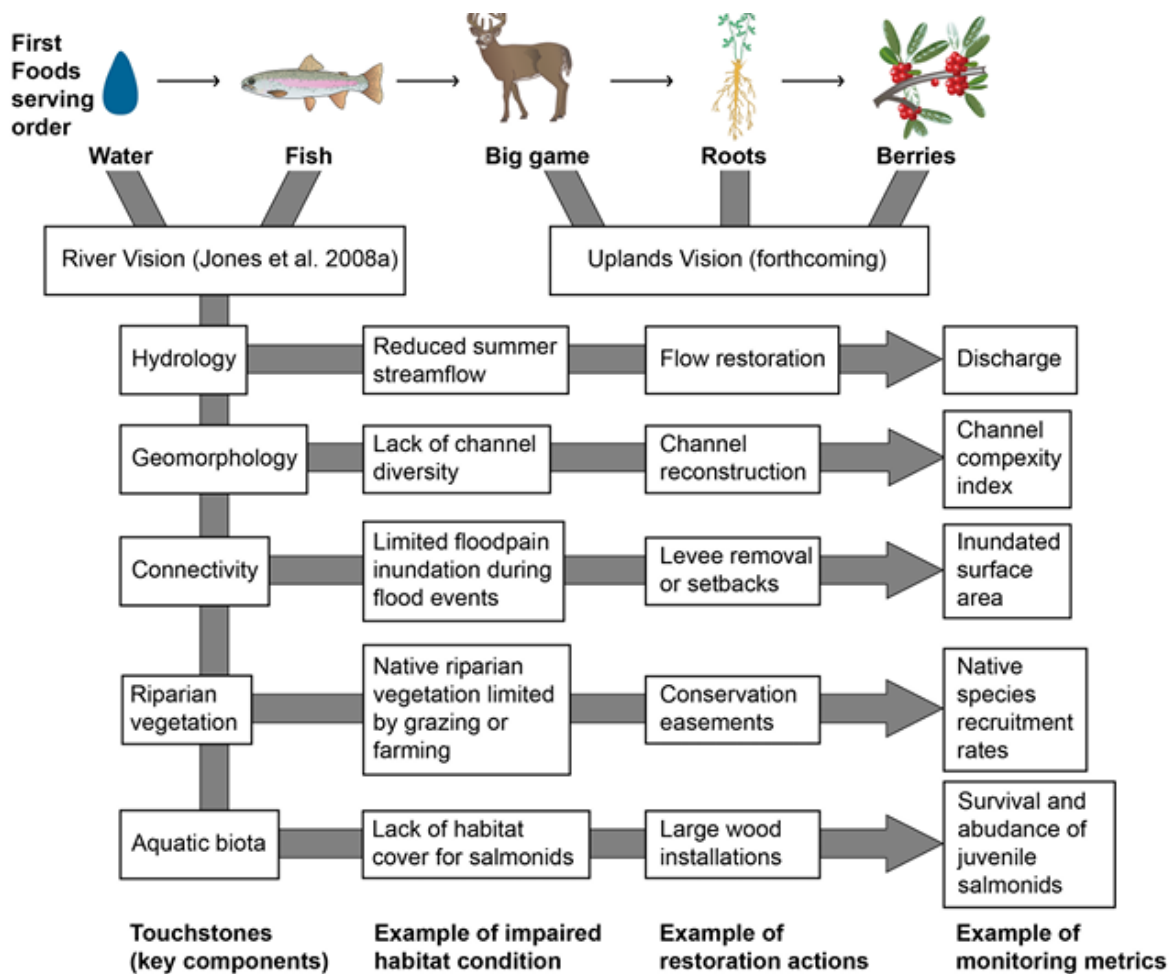 First
Foods
serving
order
Water
Fish
Big game
Roots
Berries
River Vision (Jones et al. 2008a)
Uplands Vision (forthcoming)
Hydrology
Reduced summer
streamflow
Flow restoration
Discharge
Geomorphology
Lack of channel
diversity
Channel
reconstruction
Channel
compexity
index
Connectivity
Limited floodpain
inundation during
flood events
Levee removal
or setbacks
Inundated
surface
area
Riparian
vegetation
Native riparian
vegetation limited
by grazing or
farming
Conservation
easements
Native
species
recruitment
rates
Aquatic biota
Lack of habitat
cover for salmonids
Large wood
installations
Survival and
abudance of
juvenile
salmonids
Touchstones
(key components)
Example of impaired
habitat condition
Example of
restoration actions
Example of
monitoring metrics